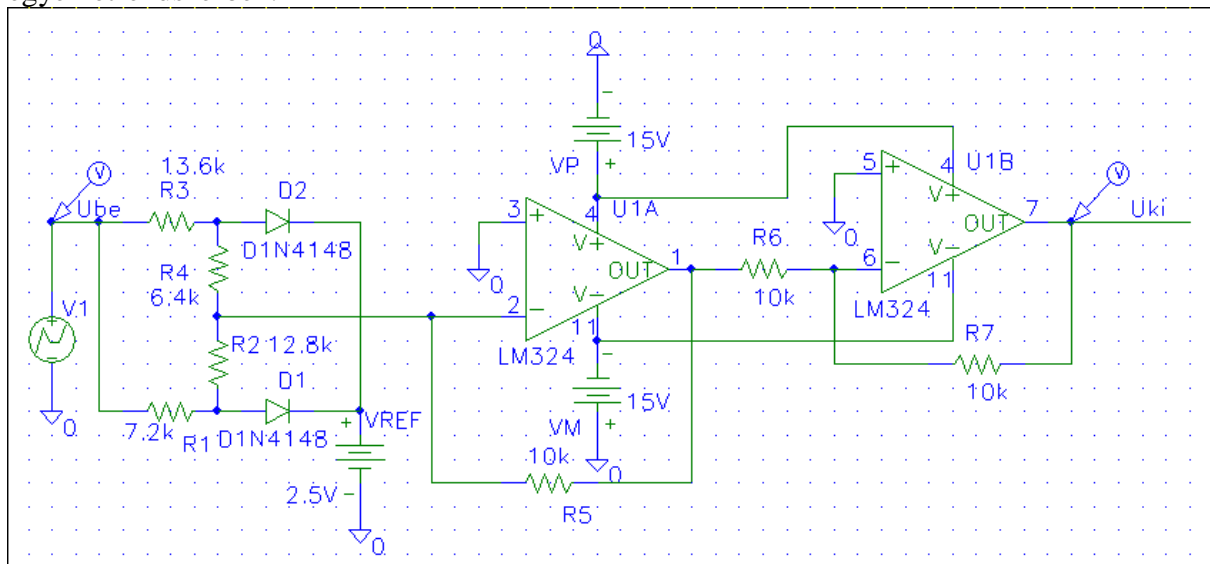 0
-
15V
VP +
13.6k
R3 D2
Ube
D1N4148
R4
6.4k
V1
R2 12.8k
D1
7.2k R1 D1N4148
+ VREF
2.5V -
0
0
3 + 4 U1A
V+
OUT 1
V-
2 - 11
LM324
0
-
15V
VM +
0
10k
R5
R6
10k
5 + 4 U1B
V+
OUT 7 Uki
V-
6 - 11
LM324
0
R7
10k
V
V